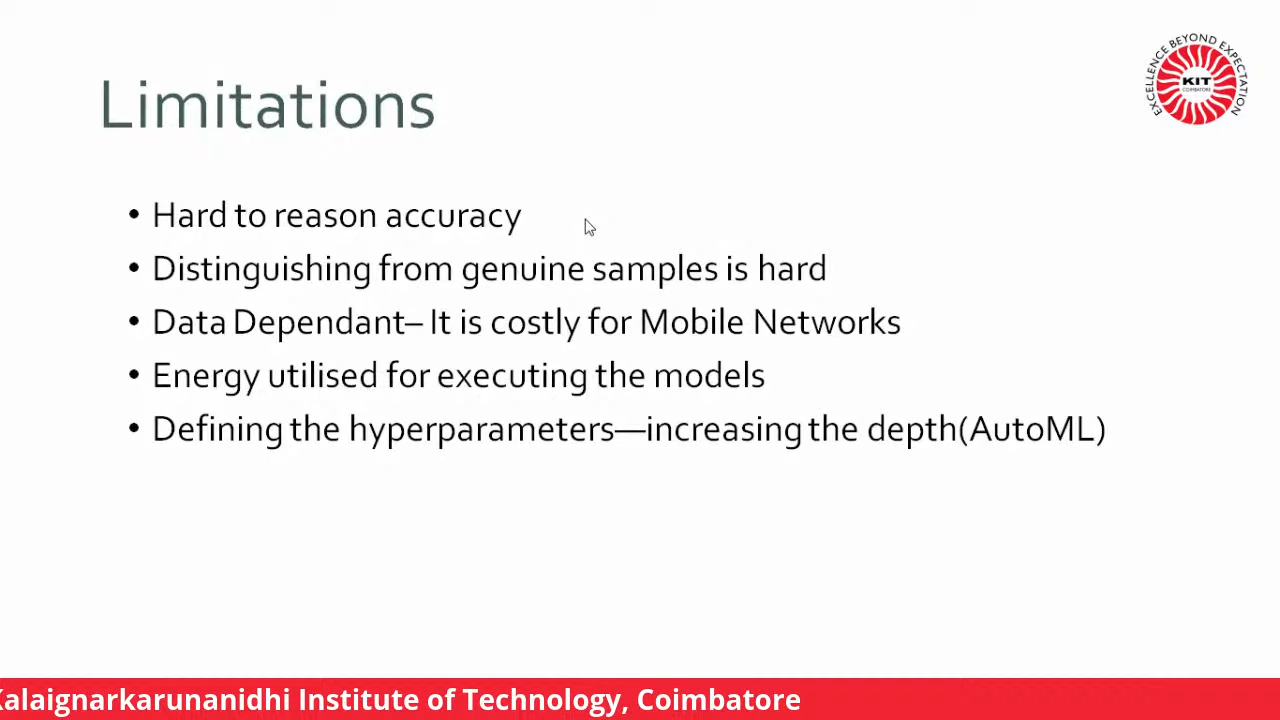 Limitations
EXCELLENCE BEYOND EXPECTATION
KIT
COIMBATORE
• Hard to reason accuracy
• Distinguishing from genuine samples is hard
• Data Dependant– It is costly for Mobile Networks
• Energy utilised for executing the models
• Defining the hyperparameters—increasing the depth(AutoML)
Kalaignarkarunanidhi Institute of Technology, Coimbatore